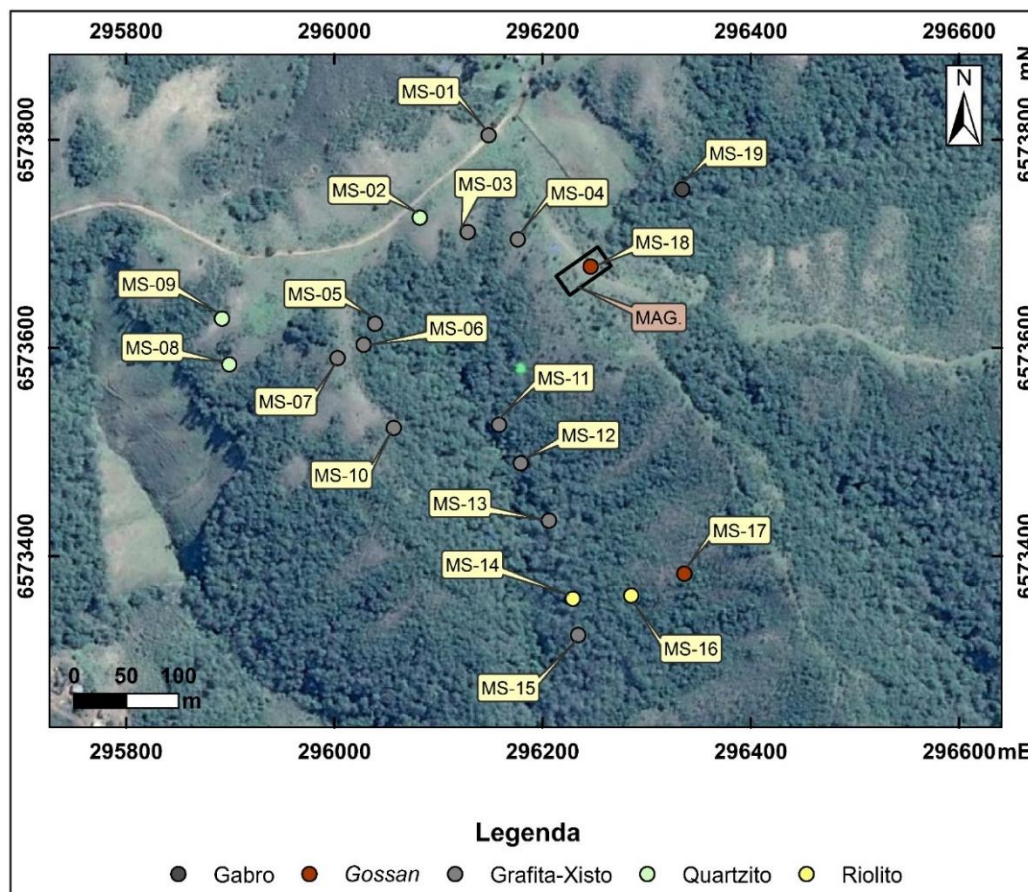 295800 296000 296200 296400 296600 mN
N
MS-01
6573800 6573800
MS-19
MS-03
MS-02 MS-04
MS-18
MS-09 MS-05 MAG.
MS-06
MS-08 6573600 6573600
MS-11
MS-07
MS-12
MS-10
MS-13
MS-17
MS-14 6573400 6573400
MS-16
0 50 100
m
MS-15
295800 296000 296200 296400 296600 mE
Legenda
Gabro Gossan Grafita-Xisto Quartzito Riolito